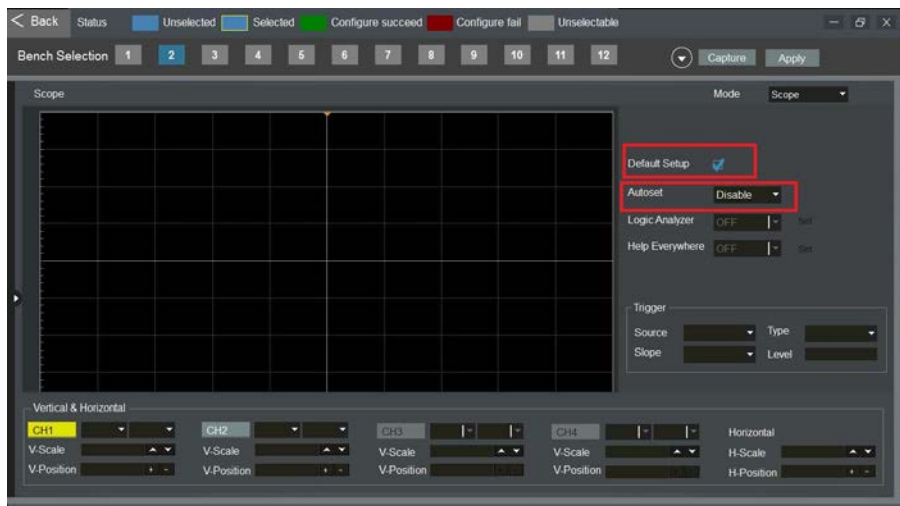 < Back Status Unselected Selected Configure succeed Configure fail Unselectable
Bench Selection 1 2 3 4 5 6 7 8 9 10 11 12 Capture Apply
Scope Mode Scope
Default Setup
Autoset Disable
Logic Analyzer OFF Set
Help Everywhere OFF Set
Trigger
Source Type
Slope Level
Vertical & Horizontal
CH1 CH2 CH3 CH4 Horizontal
V-Scale V-Scale V-Scale V-Scale H-Scale
V-Position + - V-Position + - V-Position V-Position H-Position + -